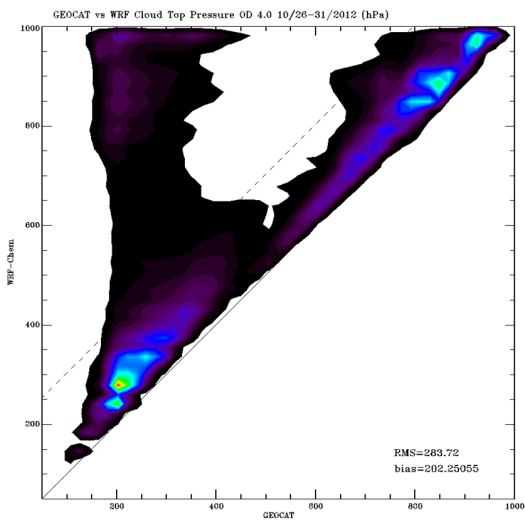 GEOCAT vs WRF Cloud Top Pressure OD 4.0 10/26-31/2012 (hPa)
1000
800
WRF-Chem
600
400
200
RMS=283.72
bias=202.25055
200 400 600 800 1000
GEOCAT